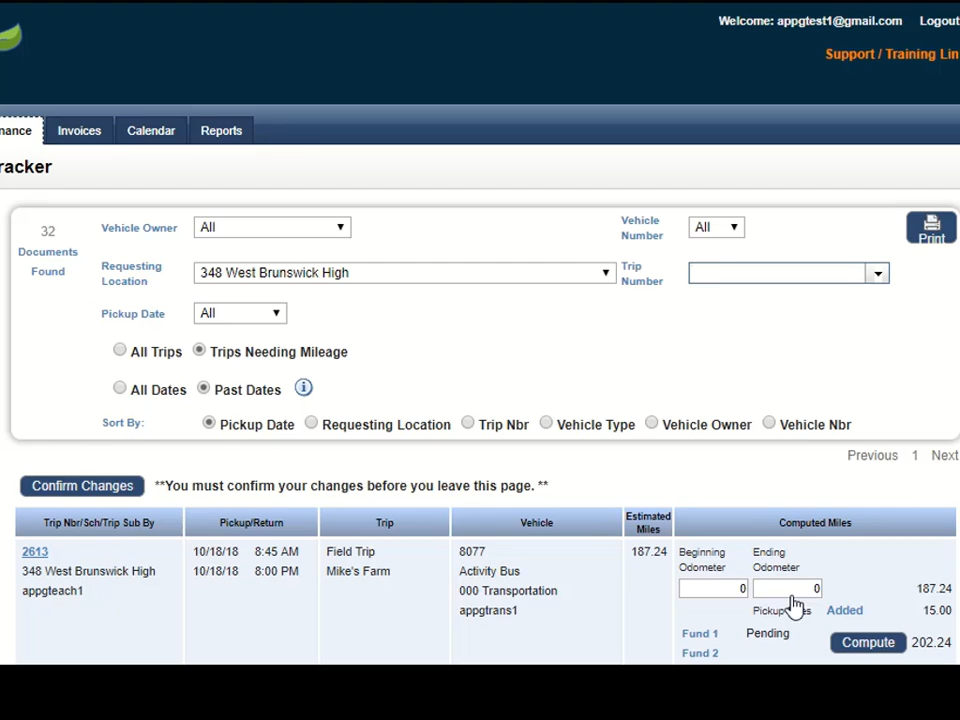 Welcome: appgtest1@gmail.com Logout
Support / Training Lin
nance Invoices Calendar Reports
racker
32 Documents Found
Vehicle Owner All
Vehicle Number All
Print
Requesting Location 348 West Brunswick High
Trip Number
Pickup Date All
All Trips Trips Needing Mileage
All Dates Past Dates i
Sort By: Pickup Date Requesting Location Trip Nbr Vehicle Type Vehicle Owner Vehicle Nbr
Previous 1 Next
Confirm Changes **You must confirm your changes before you leave this page. **
Trip Nbr/Sch/Trip Sub By Pickup/Return Trip Vehicle Estimated Miles Computed Miles
2613 10/18/18 8:45 AM Field Trip 8077 187.24 Beginning Odometer Ending Odometer
348 West Brunswick High 10/18/18 8:00 PM Mike's Farm Activity Bus
appgteach1 000 Transportation 0 0 187.24
appgtrans1 Added 15.00
Fund 1 Pending
Compute 202.24
Fund 2